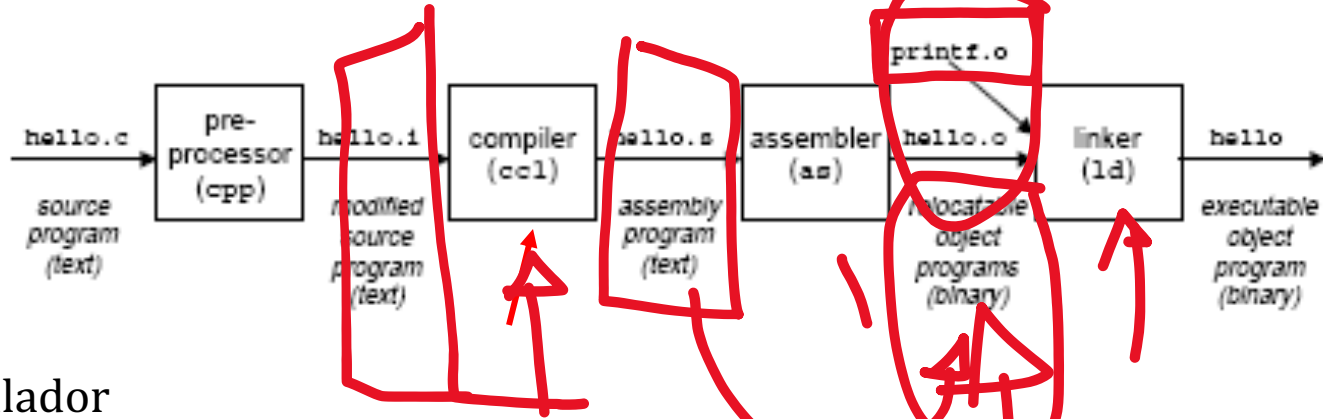 printf.o
hello.c
pre-
processor
(cpp)
hello.i
compiler
(cc1)
hello.s
assembler
(as)
hello.o
linker
(ld)
hello
source
program
(text)
modified
source
program
(text)
assembly
program
(text)
relocatable
object
programs
(binary)
executable
object
program
(binary)
lador